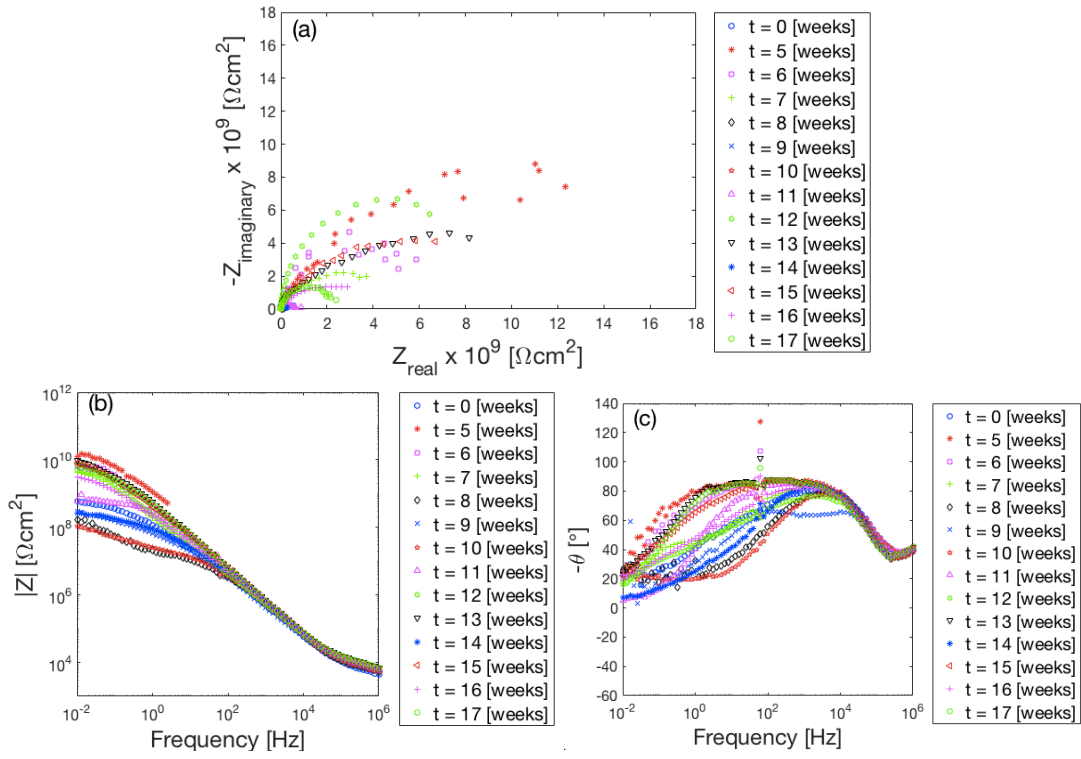 (a)
18
16
14
12
10
8
6
4
2
0
-Z_imaginary x 10^9 [Ωcm^2]
0 2 4 6 8 10 12 14 16 18
Z_real x 10^9 [Ωcm^2]
t = 0 [weeks]
t = 5 [weeks]
t = 6 [weeks]
t = 7 [weeks]
t = 8 [weeks]
t = 9 [weeks]
t = 10 [weeks]
t = 11 [weeks]
t = 12 [weeks]
t = 13 [weeks]
t = 14 [weeks]
t = 15 [weeks]
t = 16 [weeks]
t = 17 [weeks]
(b)
10^12
10^10
10^8
10^6
10^4
|Z| [Ωcm^2]
10^-2 10^0 10^2 10^4 10^6
Frequency [Hz]
t = 0 [weeks]
t = 5 [weeks]
t = 6 [weeks]
t = 7 [weeks]
t = 8 [weeks]
t = 9 [weeks]
t = 10 [weeks]
t = 11 [weeks]
t = 12 [weeks]
t = 13 [weeks]
t = 14 [weeks]
t = 15 [weeks]
t = 16 [weeks]
t = 17 [weeks]
(c)
140
120
100
80
60
40
20
0
-20
-40
-60
-θ [°]
10^-2 10^0 10^2 10^4 10^6
Frequency [Hz]
t = 0 [weeks]
t = 5 [weeks]
t = 6 [weeks]
t = 7 [weeks]
t = 8 [weeks]
t = 9 [weeks]
t = 10 [weeks]
t = 11 [weeks]
t = 12 [weeks]
t = 13 [weeks]
t = 14 [weeks]
t = 15 [weeks]
t = 16 [weeks]
t = 17 [weeks]